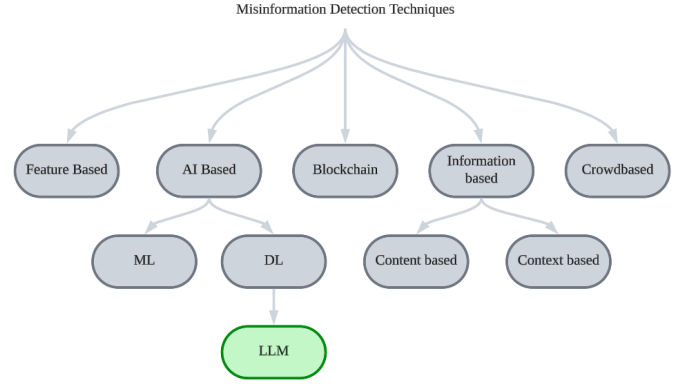 Misinformation Detection Techniques
Feature Based
AI Based
Blockchain
Information
based
Crowdbased
ML
DL
Content based
Context based
LLM